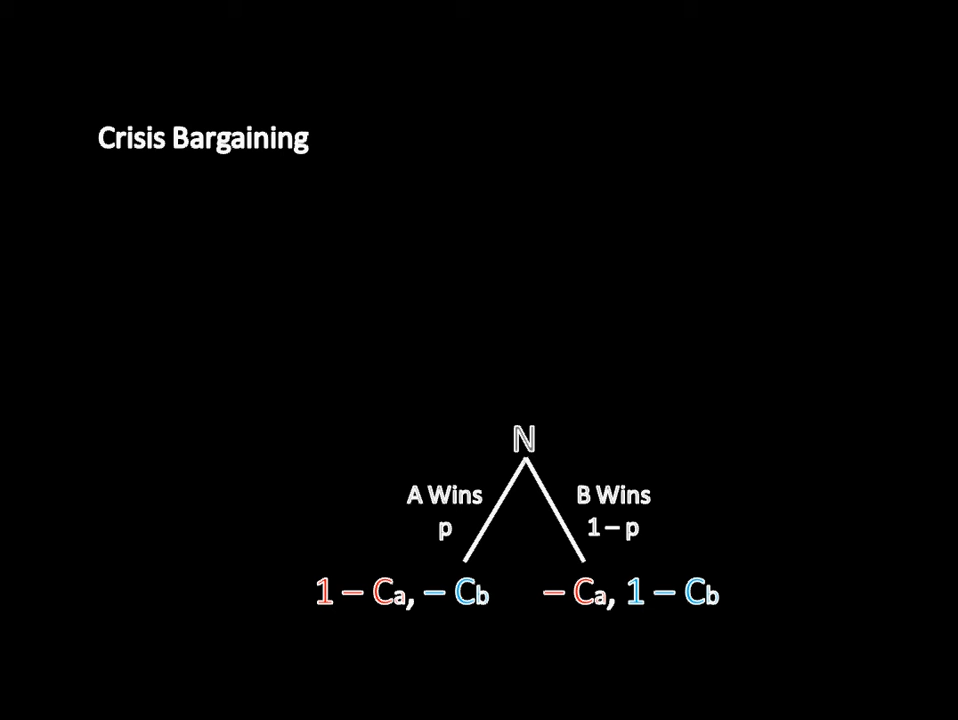 Crisis Bargaining
N
A Wins B Wins
p 1 – p
1 – Ca, – Cb – Ca, 1 – Cb